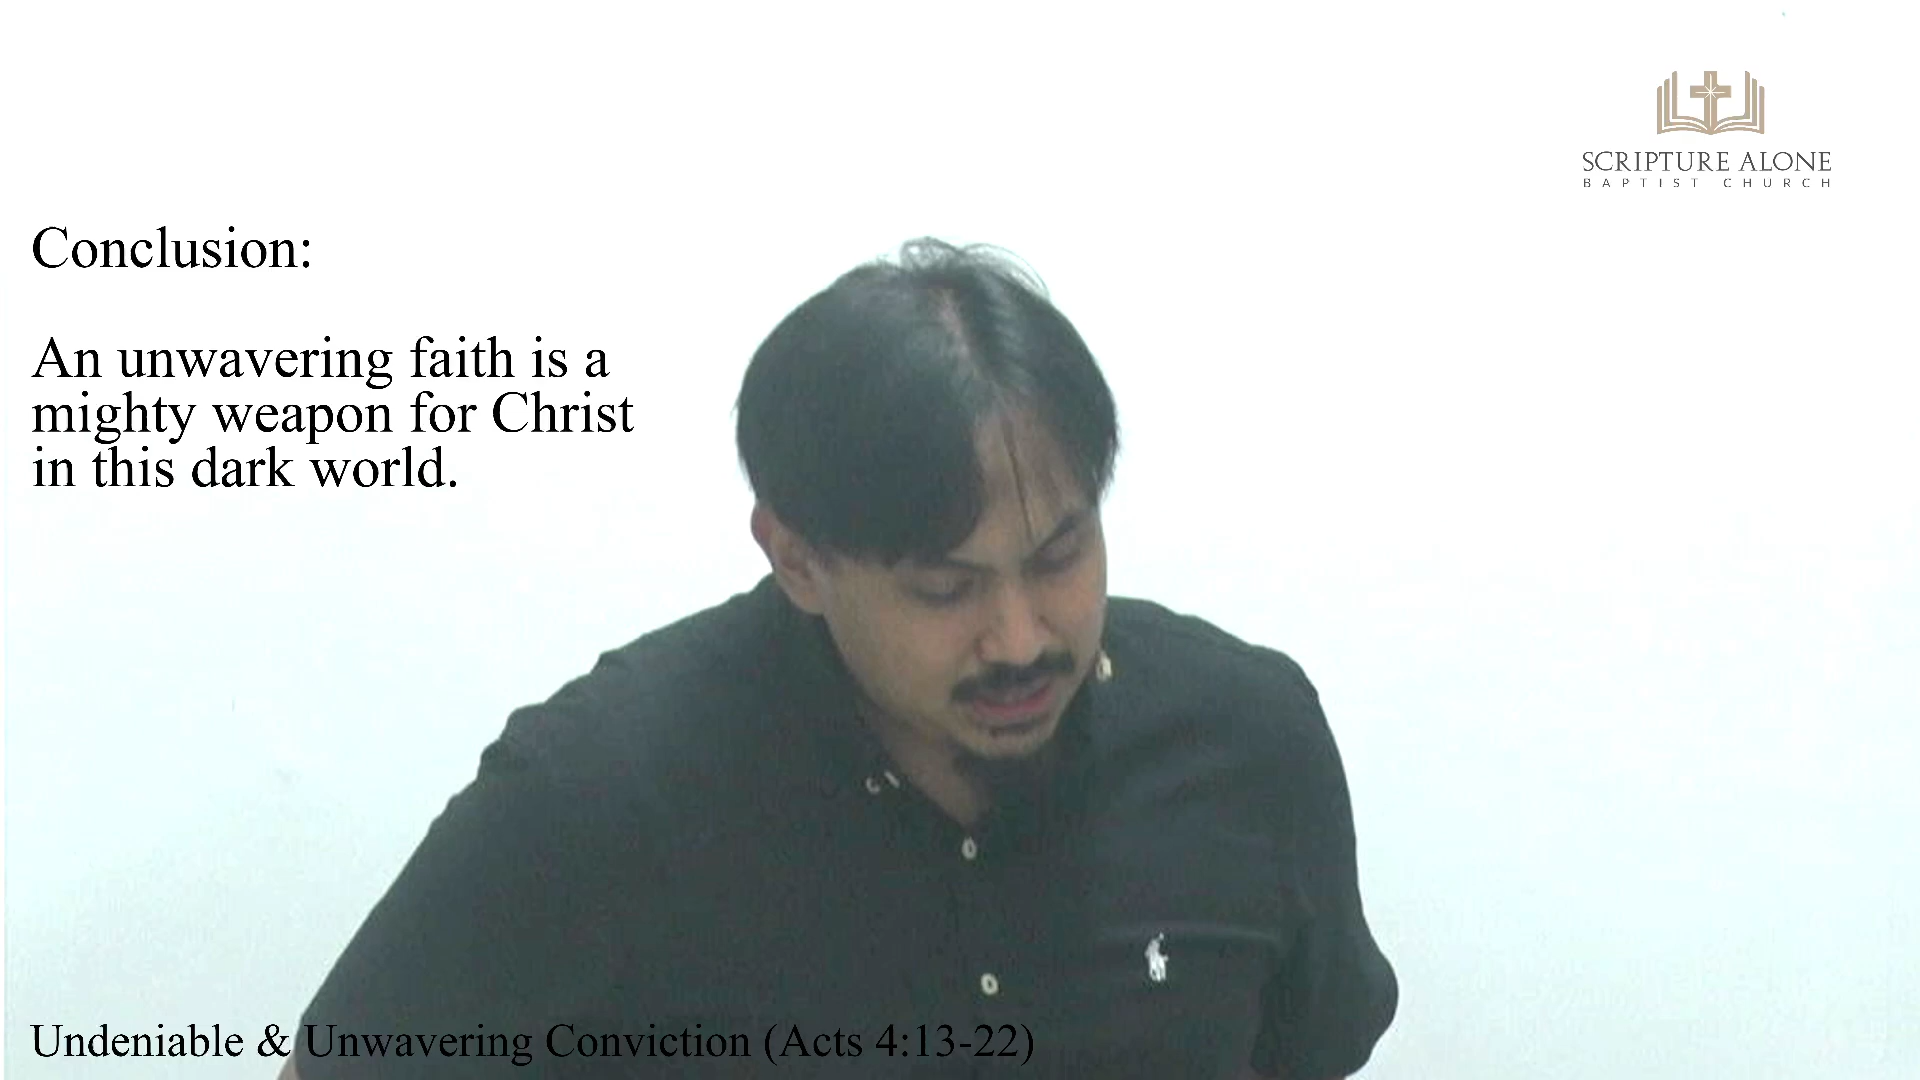 SCRIPTURE ALONE
BAPTIST CHURCH
Conclusion:
An unwavering faith is a
mighty weapon for Christ
in this dark world.
Undeniable & Unwavering Conviction (Acts 4:13-22)